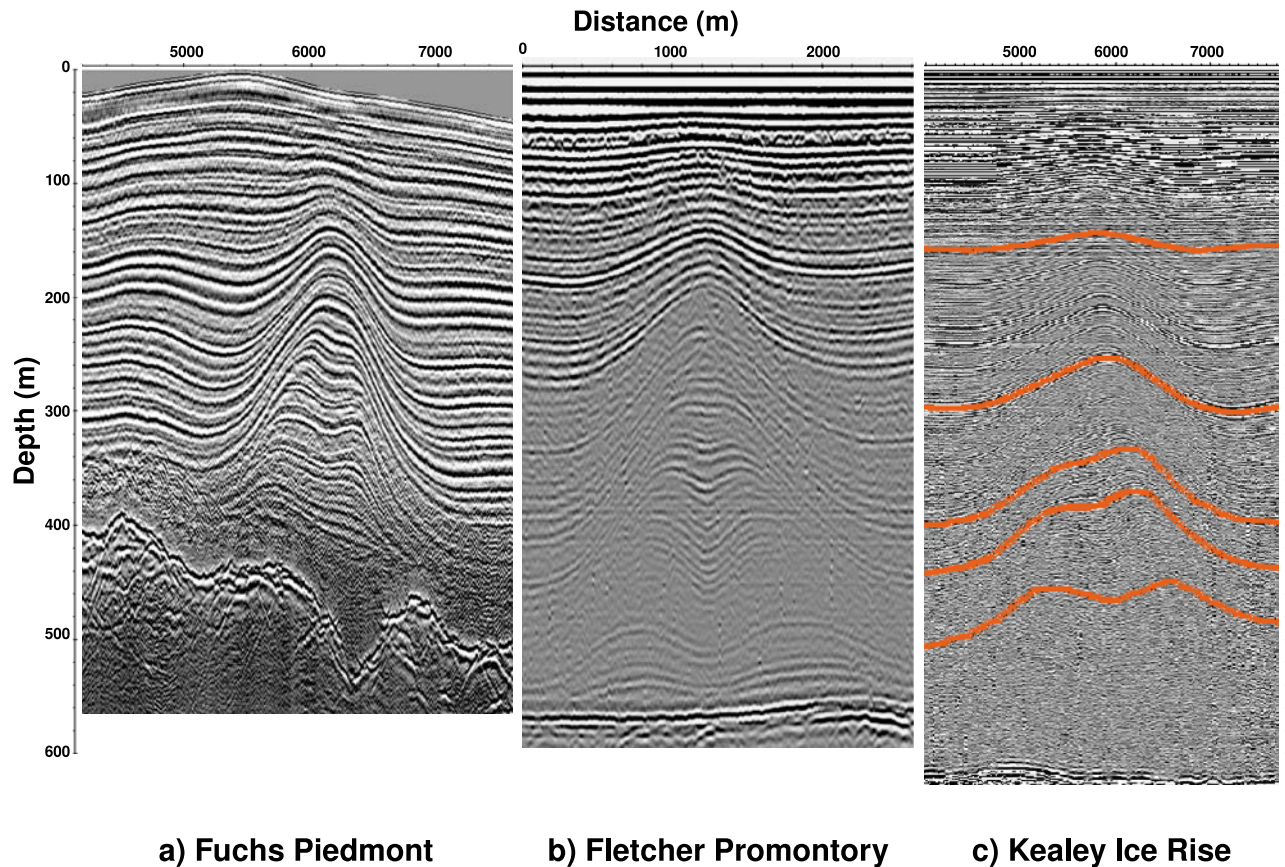 Distance (m)
5000 6000 7000 0 1000 2000 5000 6000 7000
0
100
200
300
400
500
600
Depth (m)
a) Fuchs Piedmont b) Fletcher Promontory c) Kealey Ice Rise